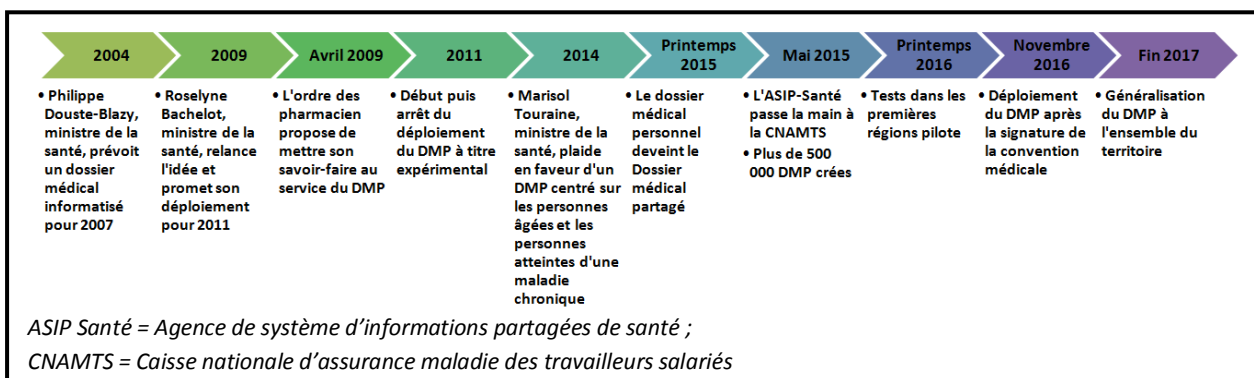 2004
• Philippe
Douste-Blazy,
ministre de la
santé, prévoit
un dossier
médical
informatisé
pour 2007
2009
• Roselyne
Bachelot,
ministre de la
santé, relance
l'idée et
promet son
déploiement
pour 2011
Avril 2009
• L'ordre des
pharmacien
propose de
mettre son
savoir-faire au
service du DMP
2011
• Début puis
arrêt du
déploiement
du DMP à titre
expérimental
2014
• Marisol
Touraine,
ministre de la
santé, plaide
en faveur d'un
DMP centré sur
les personnes
âgées et les
personnes
atteintes d'une
maladie
chronique
Printemps
2015
• Le dossier
médical
personnel
deveint le
Dossier
médical
partagé
Mai 2015
• L'ASIP-Santé
passe la main à
la CNAMTS
• Plus de 500
000 DMP crées
Printemps
2016
• Tests dans les
premières
régions pilote
Novembre
2016
• Déploiement
du DMP après
la signature de
la convention
médicale
Fin 2017
• Généralisation
du DMP à
l'ensemble du
territoire
ASIP Santé = Agence de système d'informations partagées de santé ;
CNAMTS = Caisse nationale d'assurance maladie des travailleurs salariés